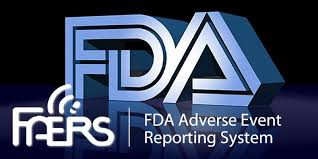 FDA
FAERS
FDA Adverse Event
Reporting System